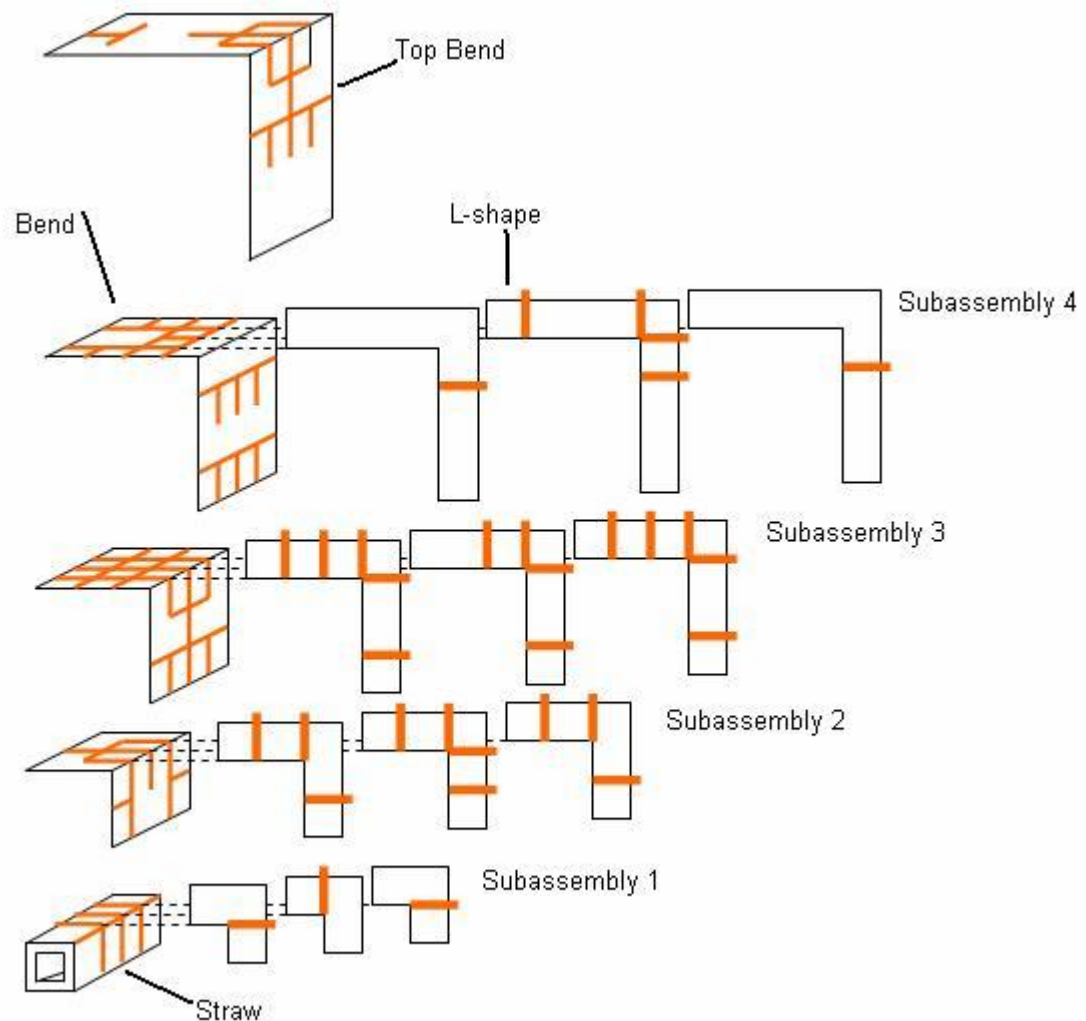 Top Bend
Bend
L-shape
Subassembly 4
Subassembly 3
Subassembly 2
Subassembly 1
Straw